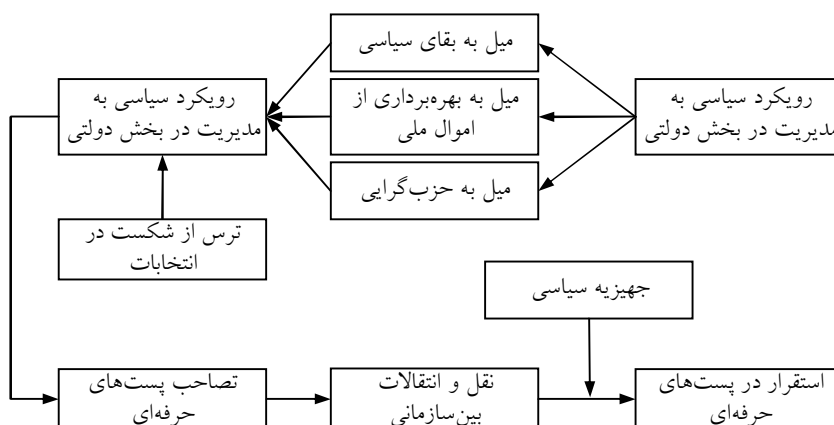 میل به بقای سیاسی
رویکرد سیاسی به
مدیریت در بخش دولتی
میل به بهره‌برداری از
اموال ملی
رویکرد سیاسی به
مدیریت در بخش دولتی
میل به حزب‌گرایی
ترس از شکست در
انتخابات
جهیزیه سیاسی
استقرار در پست‌های
حرفه‌ای
نقل و انتقالات
بین‌سازمانی
تصاحب پست‌های
حرفه‌ای